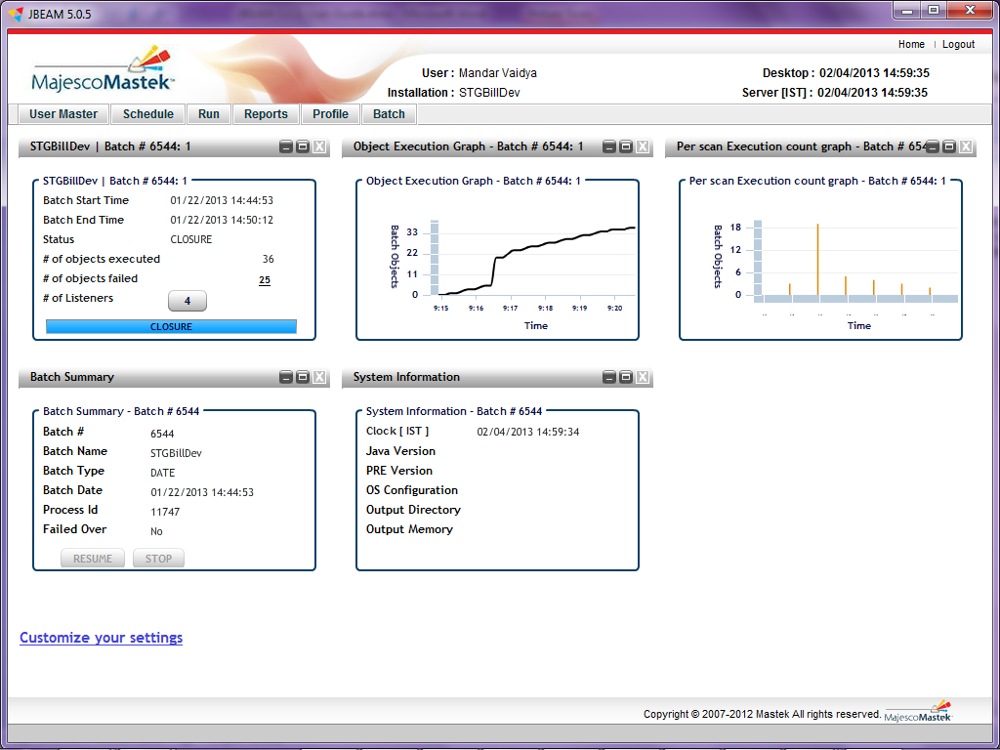 JBEAM 5.0.5
Home | Logout
MajescoMastek
User : Mandar Vaidya
Desktop : 02/04/2013 14:59:35
Installation : STGBillDev
Server [IST] : 02/04/2013 14:59:35
User Master Schedule Run Reports Profile Batch
STGBillDev | Batch # 6544: 1
STGBillDev | Batch # 6544: 1
Batch Start Time 01/22/2013 14:44:53
Batch End Time 01/22/2013 14:50:12
Status CLOSURE
# of objects executed 36
# of objects failed 25
# of Listeners 4
CLOSURE
Object Execution Graph - Batch # 6544: 1
Object Execution Graph - Batch # 6544: 1
Batch Objects
33
22
11
0
9:15 9:16 9:17 9:18 9:19 9:20
Time
Per scan Execution count graph - Batch # 654
Per scan Execution count graph - Batch # 6544: 1
Batch Objects
18
12
6
0
Time
Batch Summary
Batch Summary - Batch # 6544
Batch # 6544
Batch Name STGBillDev
Batch Type DATE
Batch Date 01/22/2013 14:44:53
Process Id 11747
Failed Over No
RESUME STOP
System Information
System Information - Batch # 6544
Clock [ IST ] 02/04/2013 14:59:34
Java Version
PRE Version
OS Configuration
Output Directory
Output Memory
Customize your settings
Copyright © 2007-2012 Mastek All rights reserved. MajescoMastek